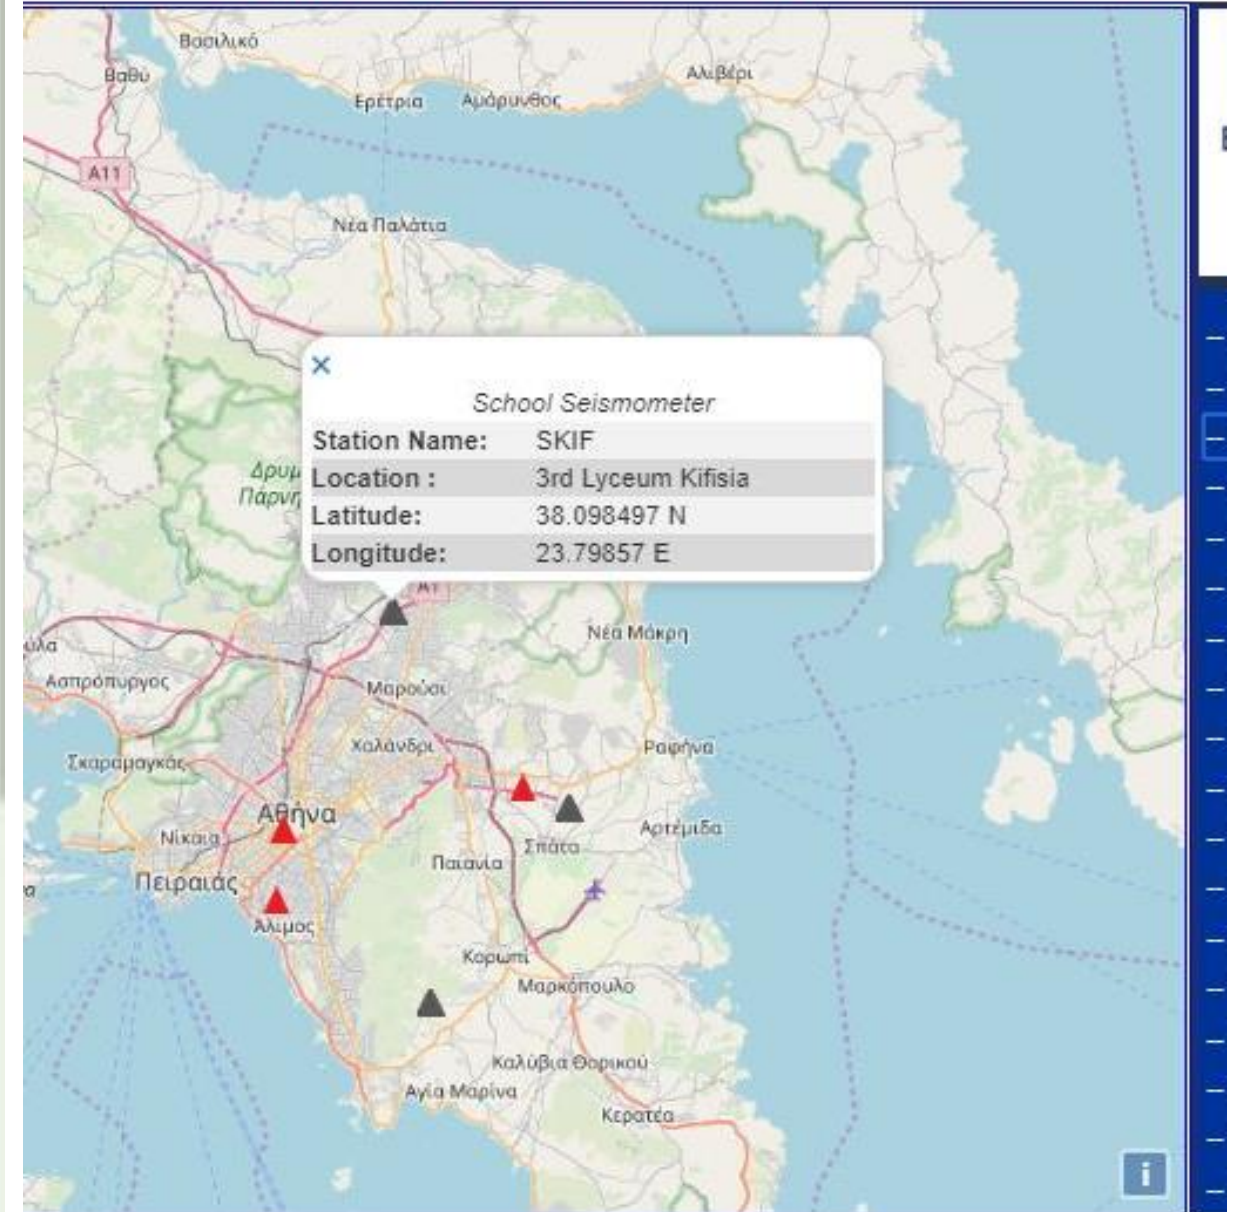 Βασιλικό
Βαθύ
Αλιβέρι
Ερέτρια
Αμάρυνθος
A11
Νέα Παλάτια
×
School Seismometer
Station Name: SKIF
Location : 3rd Lyceum Kifisia
Latitude: 38.098497 N
Longitude: 23.79857 E
A1
Νέα Μάκρη
Ασπρόπυργος
Μαρούσι
Χαλάνδρι
Ραφήνα
Σκαραμαγκάς
Αθήνα
Νίκαια
Αρτέμιδα
Σπάτα
Παιανία
Πειραιάς
Άλιμος
Κορωπί
Μαρκόπουλο
Καλύβια Θορικού
Αγία Μαρίνα
Κερατέα
i